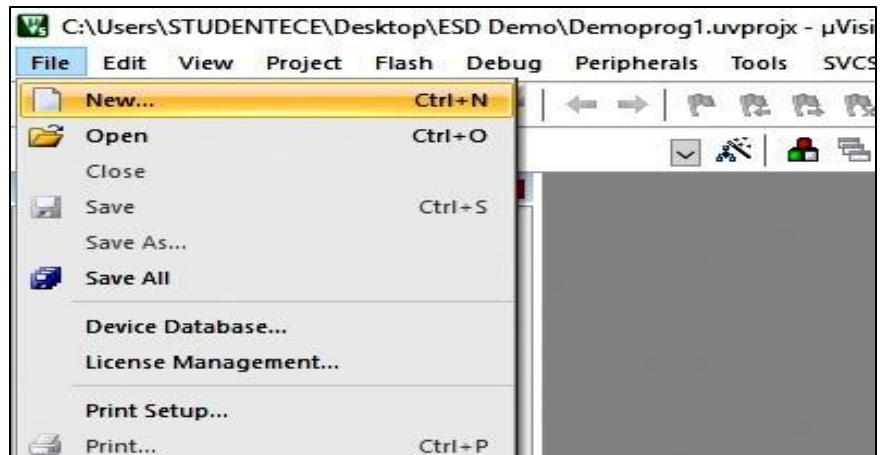 C:\Users\STUDENTECE\Desktop\ESD Demo\Demoprog1.uvprojx - µVisi
File Edit View Project Flash Debug Peripherals Tools SVCS
New... Ctrl+N
Open Ctrl+O
Close
Save Ctrl+S
Save As...
Save All
Device Database...
License Management...
Print Setup...
Print... Ctrl+P